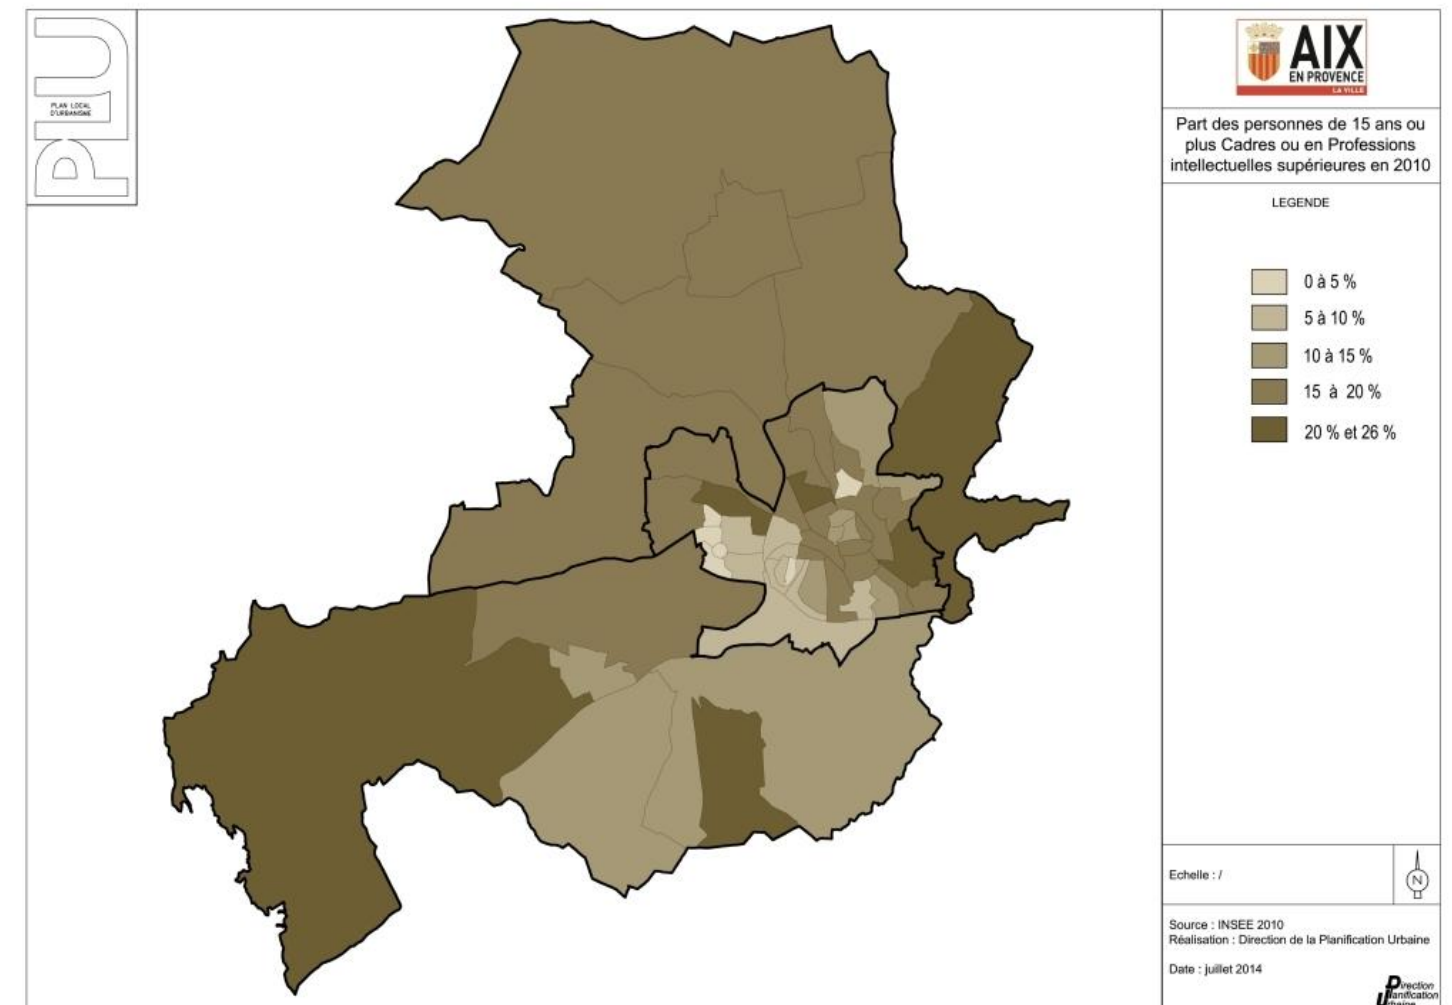 PLU
PLAN LOCAL
D'URBANISME
AIX
EN PROVENCE
LA VILLE
Part des personnes de 15 ans ou
plus Cadres ou en Professions
intellectuelles supérieures en 2010
LEGENDE
0 à 5 %
5 à 10 %
10 à 15 %
15 à 20 %
20 % et 26 %
Echelle : /
N
Source : INSEE 2010
Réalisation : Direction de la Planification Urbaine
Date : juillet 2014
Direction
Planification
Urbaine